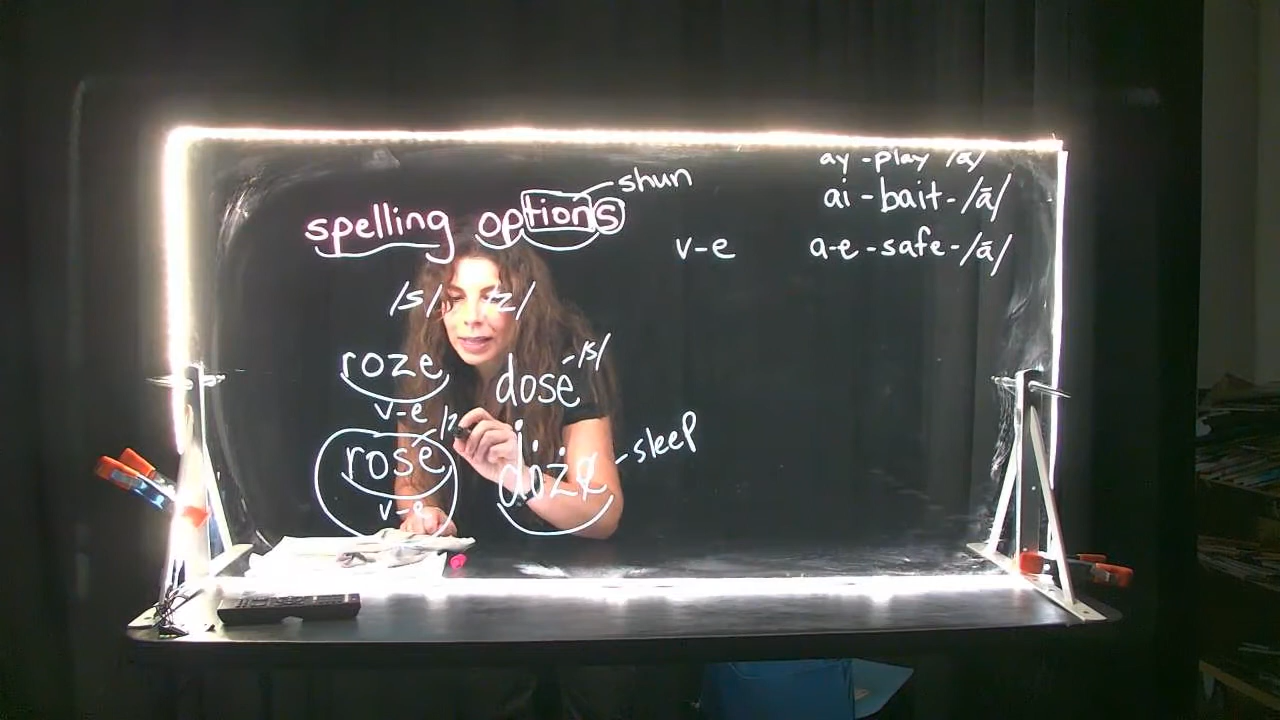 shun
spelling options
/s/ /z/
roze
v-e
rose
v-e
dose -/s/
doze -sleep
v-e
ay -play /ā/
ai -bait- /ā/
a-e -safe- /ā/